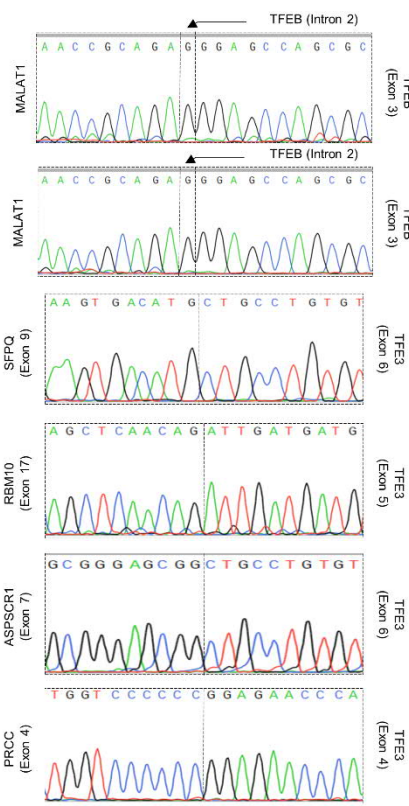 TFEB (Intron 2)
A A C C G C A G A G G G A G C C A G C G C
MALAT1
TFEB
(Exon 3)
TFEB (Intron 2)
A A C C G C A G A G G G A G C C A G C G C
MALAT1
TFEB
(Exon 3)
A A G T G A C A T G C T G C C T G T G T
SFPQ
(Exon 9)
TFE3
(Exon 6)
A G C T C A A C A G A T T G A T G A T G
RBM10
(Exon 17)
TFE3
(Exon 5)
G C G G G A G C G G C T G C C T G T G T
ASPSCR1
(Exon 7)
TFE3
(Exon 6)
T G G T C C C C C C G G A G A A C C C A
PRCC
(Exon 4)
TFE3
(Exon 4)